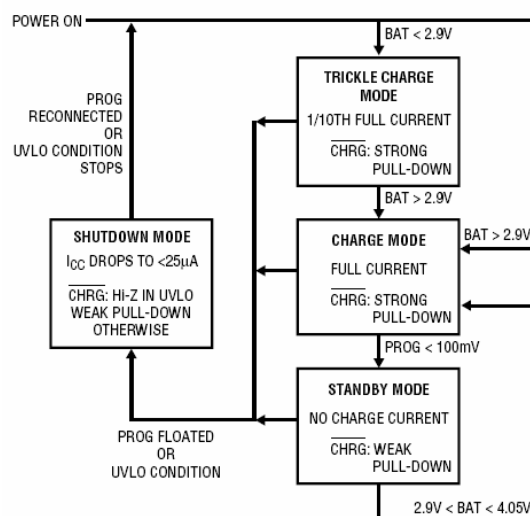 POWER ON
BAT < 2.9V
TRICKLE CHARGE
MODE
1/10TH FULL CURRENT
CHRG: STRONG
PULL-DOWN
PROG
RECONNECTED
OR
UVLO CONDITION
STOPS
BAT > 2.9V
SHUTDOWN MODE
ICC DROPS TO <25µA
CHRG: HI-Z IN UVLO
WEAK PULL-DOWN
OTHERWISE
CHARGE MODE
FULL CURRENT
CHRG: STRONG
PULL-DOWN
BAT > 2.9V
PROG < 100mV
STANDBY MODE
NO CHARGE CURRENT
CHRG: WEAK
PULL-DOWN
PROG FLOATED
OR
UVLO CONDITION
2.9V < BAT < 4.05V